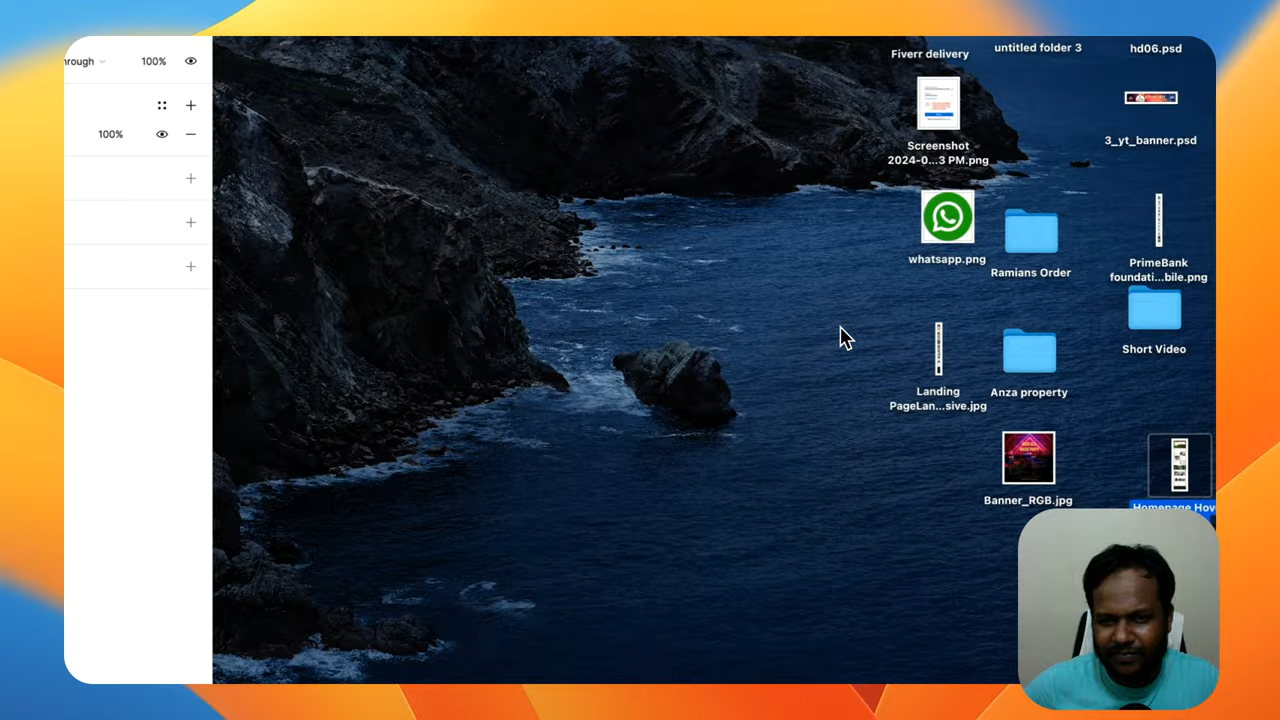 hrough
100%
100%
Fiverr delivery
untitled folder 3
hd06.psd
Screenshot
2024-0...3 PM.png
3_yt_banner.psd
whatsapp.png
Ramians Order
PrimeBank
foundati...bile.png
Short Video
Landing
PageLan...sive.jpg
Anza property
Banner_RGB.jpg
Homepage Hov